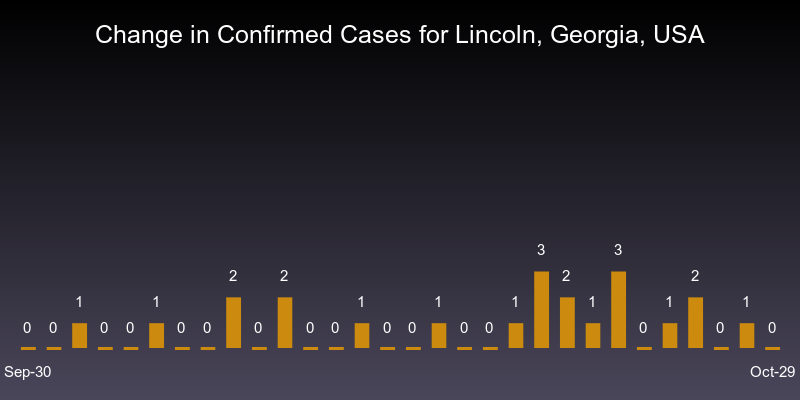 Change in Confirmed Cases for Lincoln, Georgia, USA
0 0 1 0 0 1 0 0 2 0 2 0 0 1 0 0 1 0 0 1 3 2 1 3 0 1 2 0 1 0
Sep-30 Oct-29